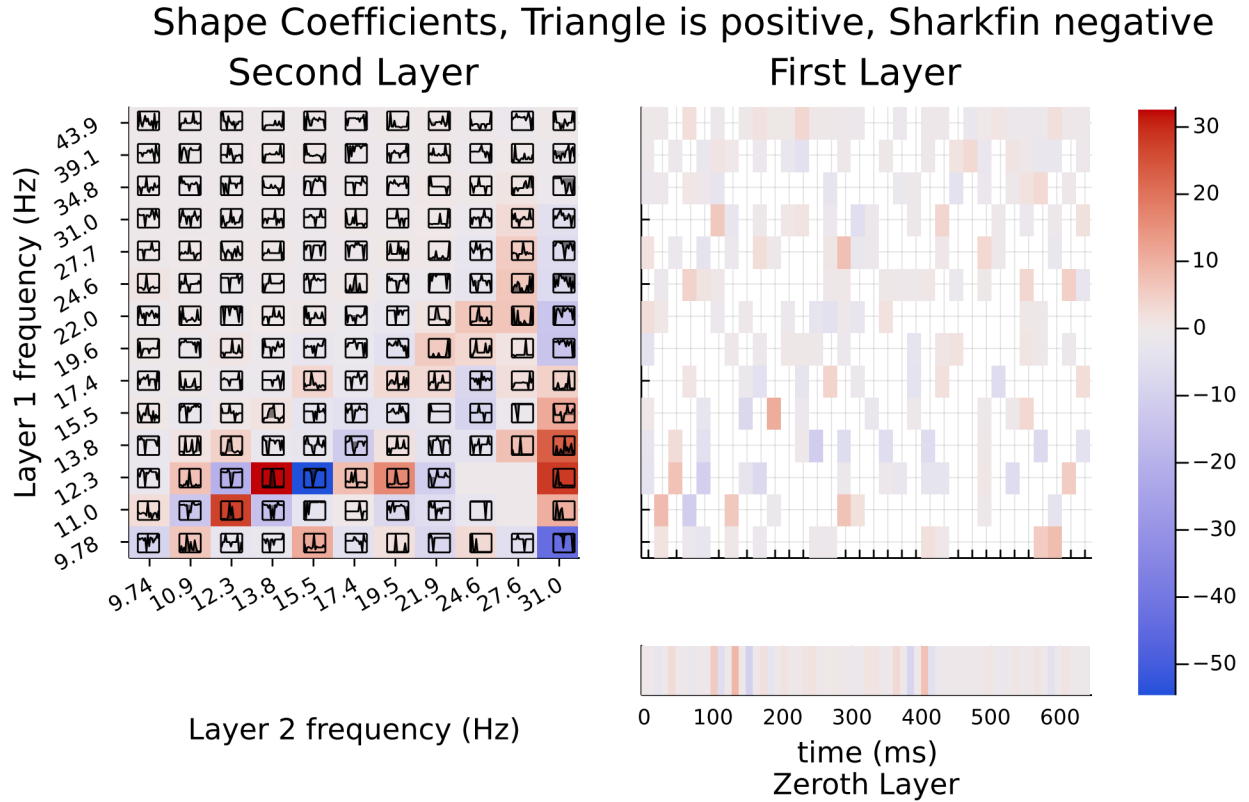 Shape Coefficients, Triangle is positive, Sharkfin negative
Second Layer
First Layer
Layer 1 frequency (Hz)
43.9
39.1
34.8
31.0
27.7
24.6
22.0
19.6
17.4
15.5
13.8
12.3
11.0
9.78
9.74 10.9 12.3 13.8 15.5 17.4 19.5 21.9 24.6 27.6 31.0
Layer 2 frequency (Hz)
30
20
10
0
−10
−20
−30
−40
−50
0 100 200 300 400 500 600
time (ms)
Zeroth Layer